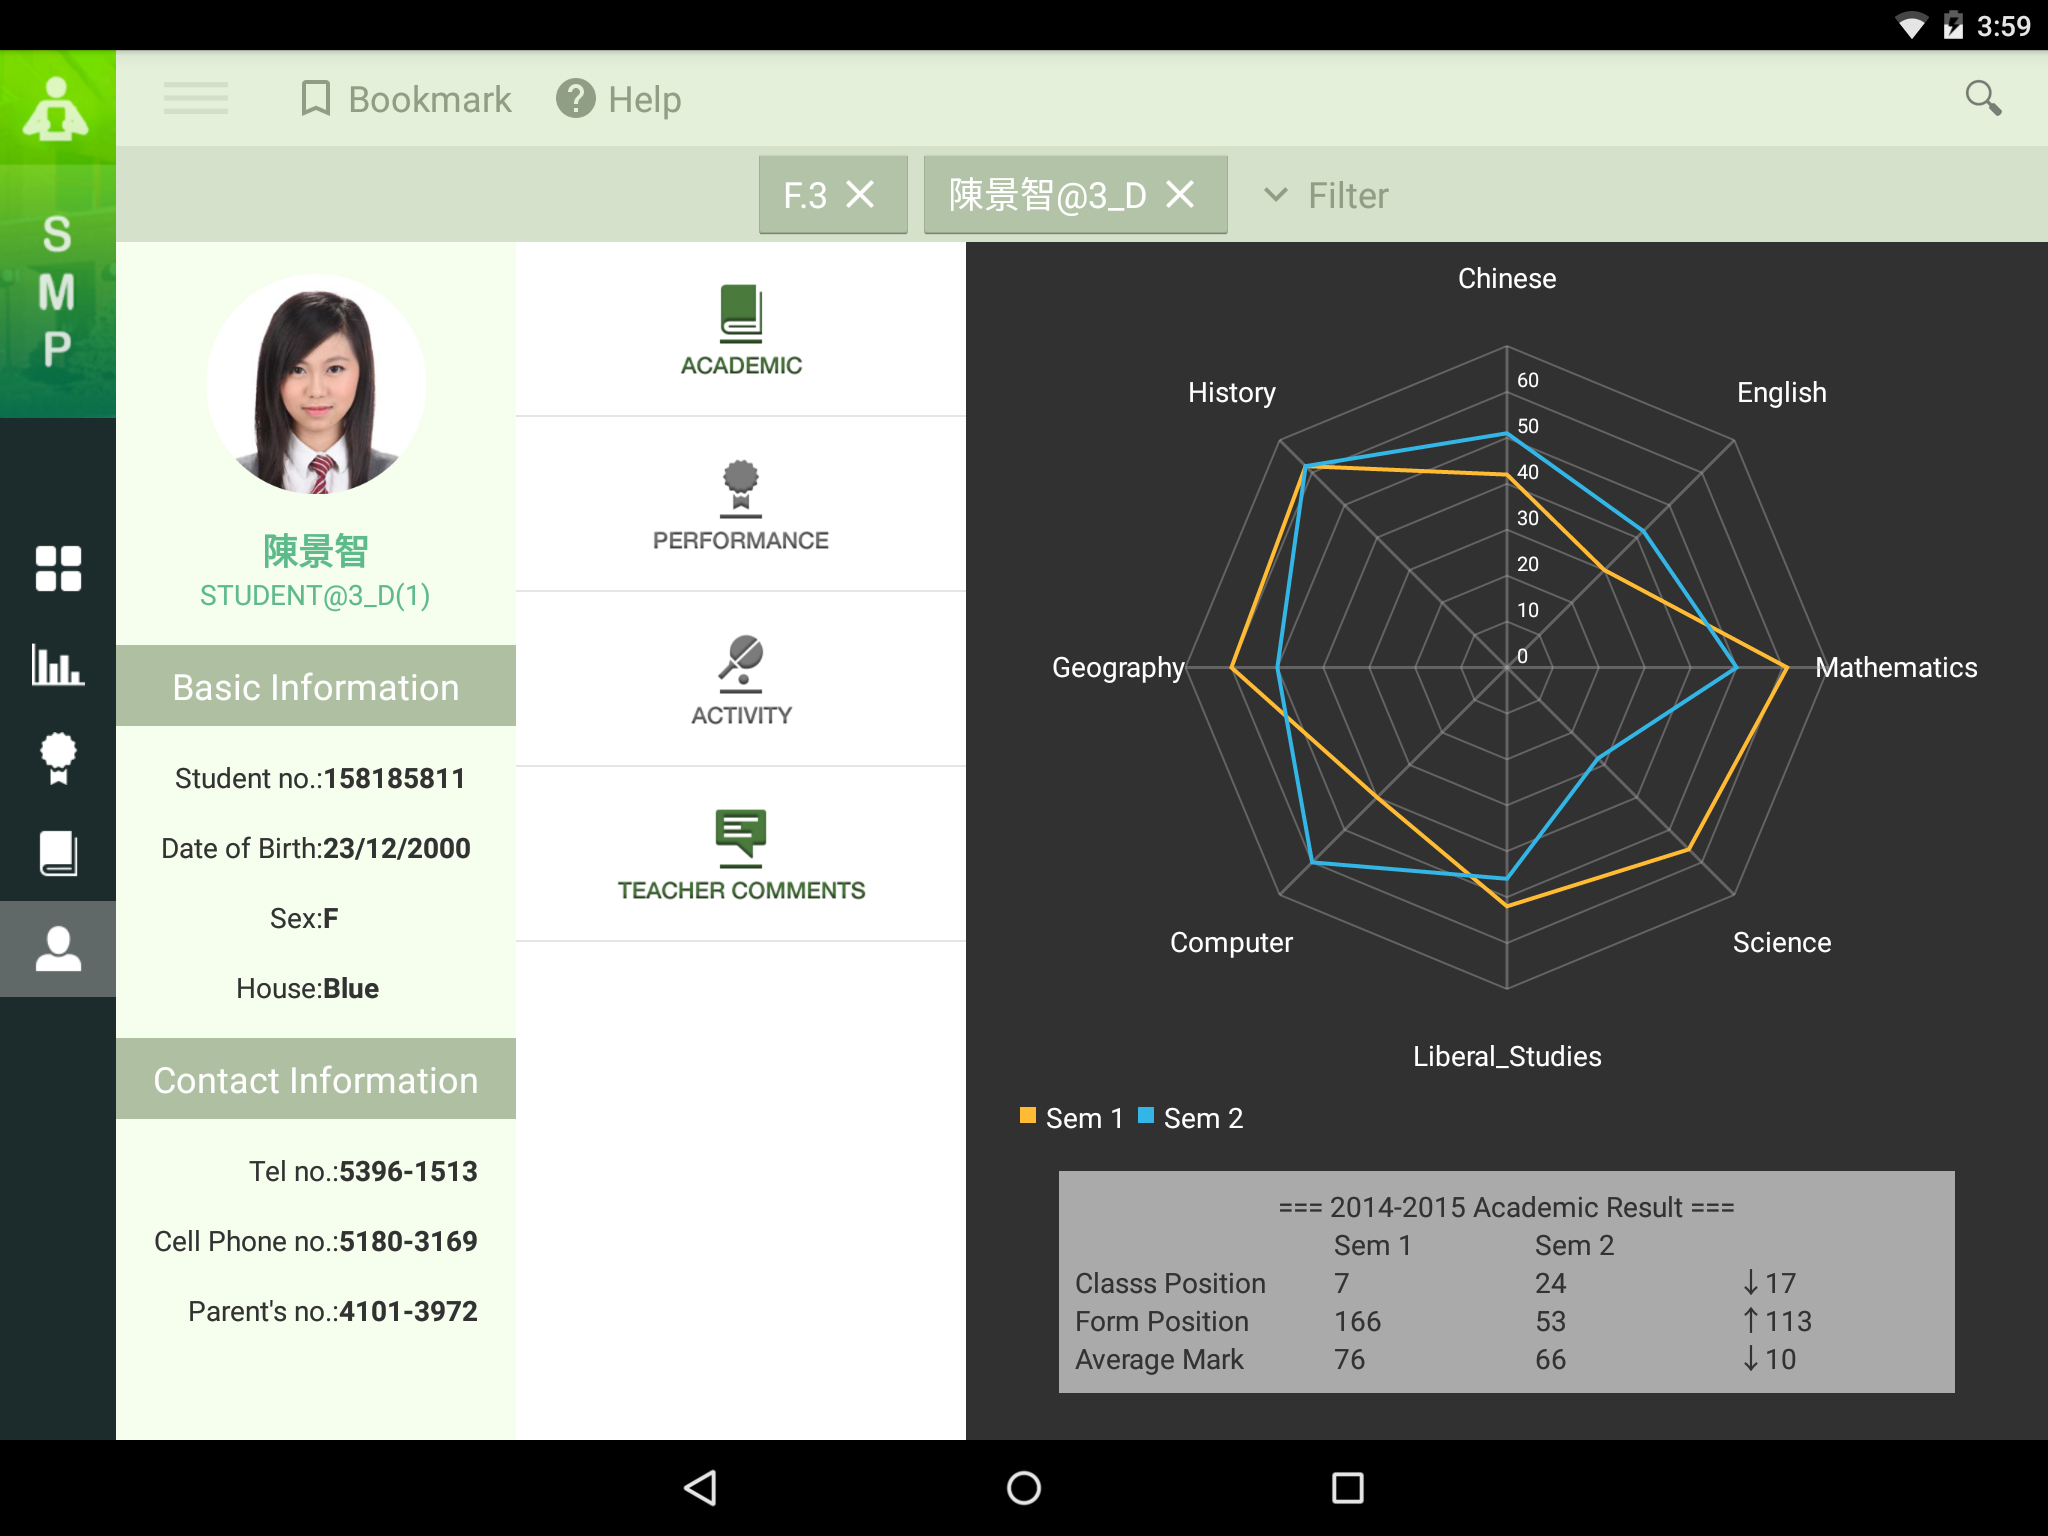 3:59
S
M
P
Bookmark
Help
F.3
陳景智@3_D
Filter
陳景智
STUDENT@3_D(1)
Basic Information
Student no.:158185811
Date of Birth:23/12/2000
Sex:F
House:Blue
Contact Information
Tel no.:5396-1513
Cell Phone no.:5180-3169
Parent's no.:4101-3972
ACADEMIC
PERFORMANCE
ACTIVITY
TEACHER COMMENTS
Chinese
English
Mathematics
Science
Liberal_Studies
Computer
Geography
History
60
50
40
30
20
10
0
Sem 1 Sem 2
=== 2014-2015 Academic Result ===
Sem 1 Sem 2
Classs Position 7 24 ↓17
Form Position 166 53 ↑113
Average Mark 76 66 ↓10